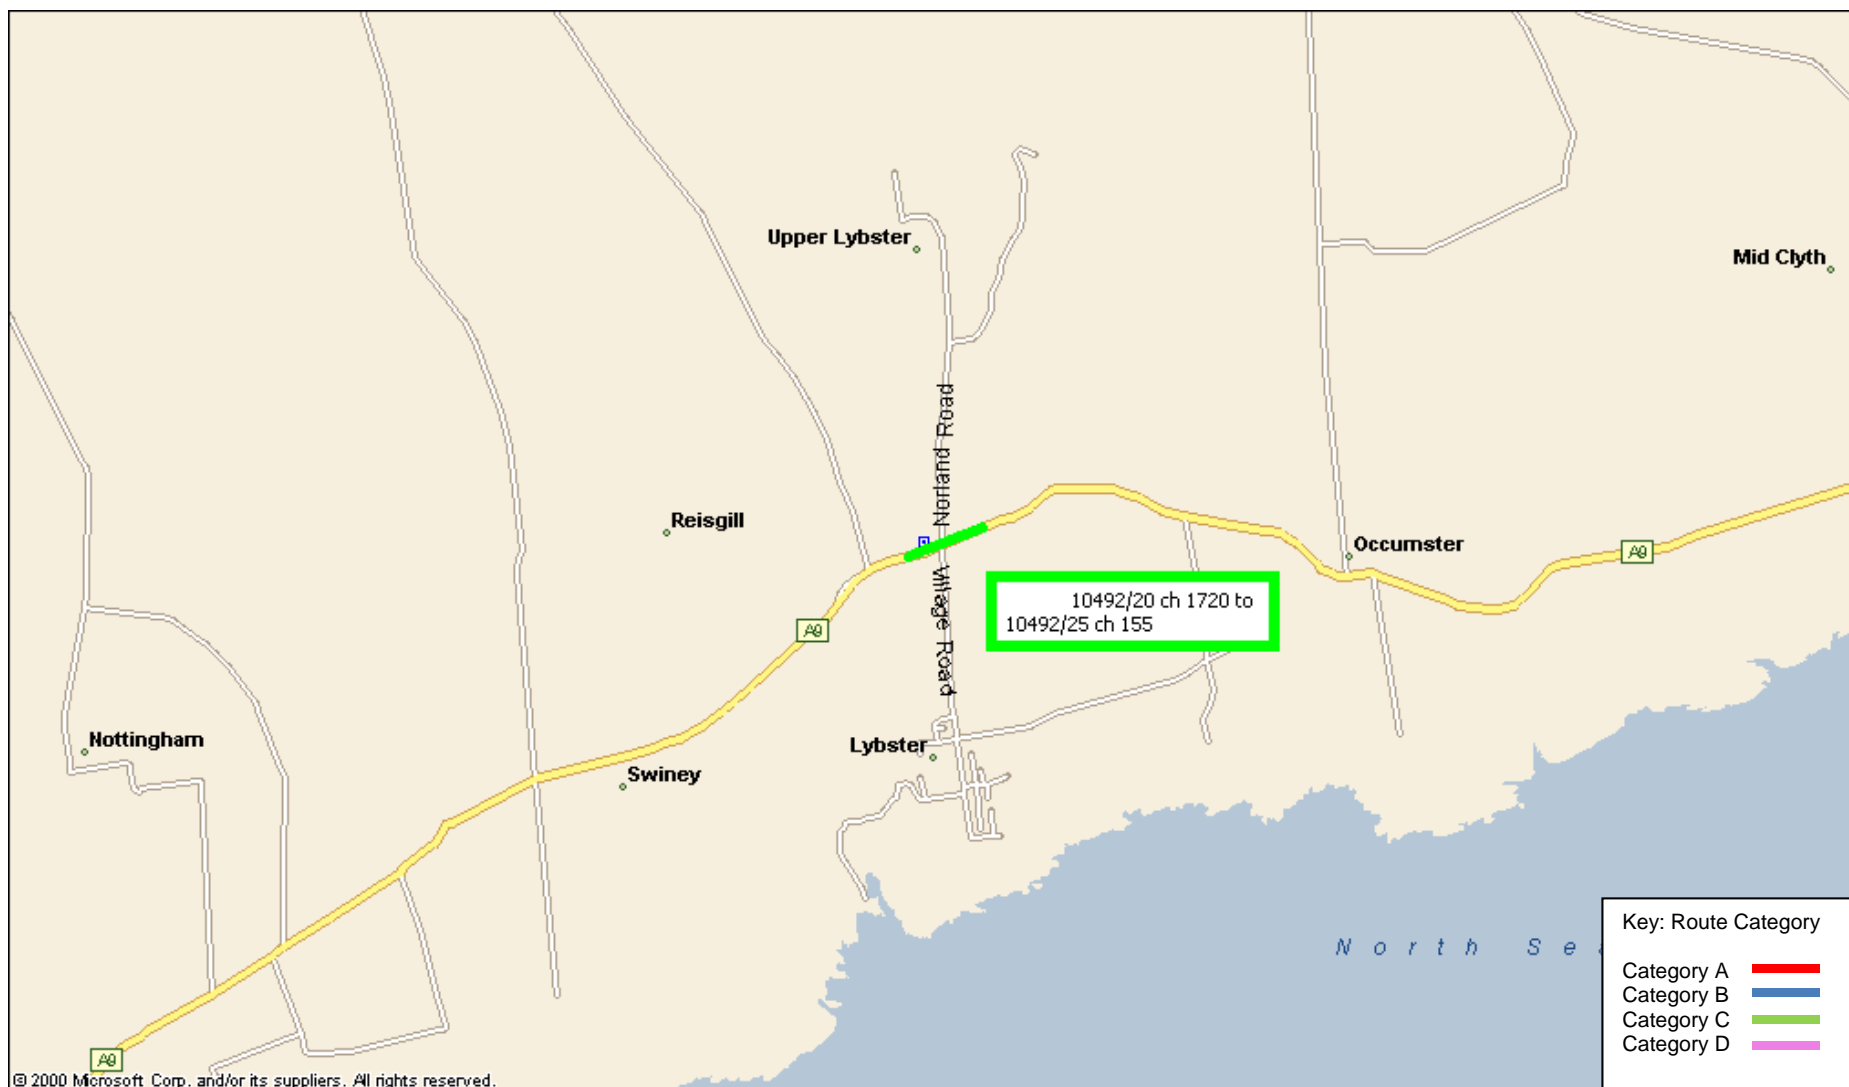 Upper Lybster
Mid Clyth
Norland Road
Reisgill
Occumster
A9
10492/20 ch 1720 to
10492/25 ch 155
Village Road
A9
Nottingham
Lybster
Swiney
North Sea
Key: Route Category
Category A
Category B
Category C
Category D
A9
© 2000 Microsoft Corp. and/or its suppliers. All rights reserved.